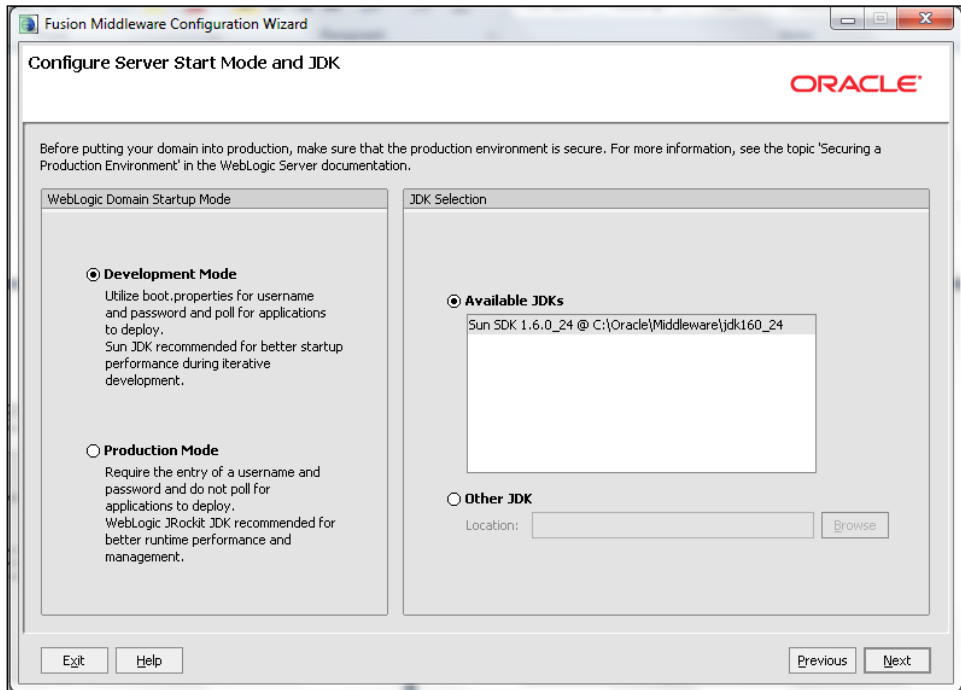 Fusion Middleware Configuration Wizard
Configure Server Start Mode and JDK
ORACLE
Before putting your domain into production, make sure that the production environment is secure. For more information, see the topic 'Securing a
Production Environment' in the WebLogic Server documentation.
WebLogic Domain Startup Mode
Development Mode
Utilize boot.properties for username
and password and poll for applications
to deploy.
Sun JDK recommended for better startup
performance during iterative
development.
Production Mode
Require the entry of a username and
password and do not poll for
applications to deploy.
WebLogic JRockit JDK recommended for
better runtime performance and
management.
JDK Selection
Available JDKs
Sun SDK 1.6.0_24 @ C:\Oracle\Middleware\jdk160_24
Other JDK
Location:
Browse
Exit
Help
Previous
Next